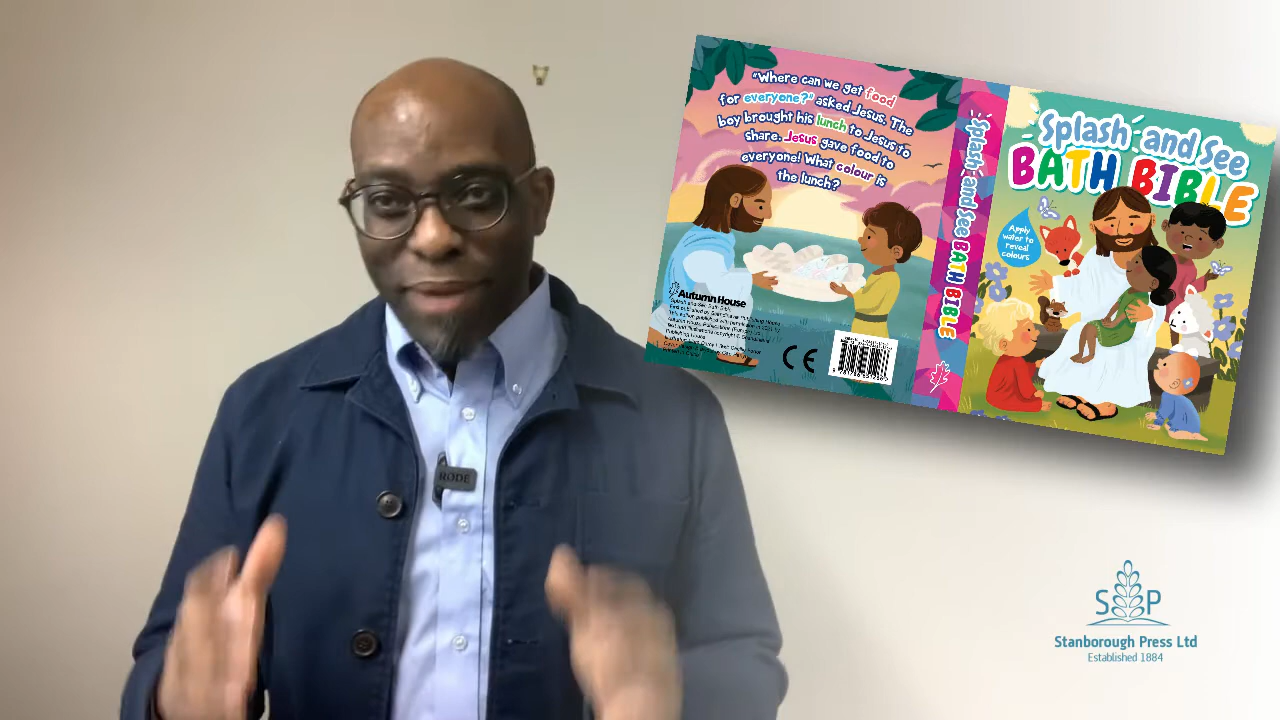 "Where can we get food
for everyone?" asked Jesus. The
boy brought his lunch to Jesus to
share. Jesus gave food to
everyone! What colour is
the lunch?
Autumn House
CE
Splash and See BATH BIBLE
Splash and See
BATH BIBLE
Apply
water to
reveal
colours
RODE
S P
Stanborough Press Ltd
Established 1884